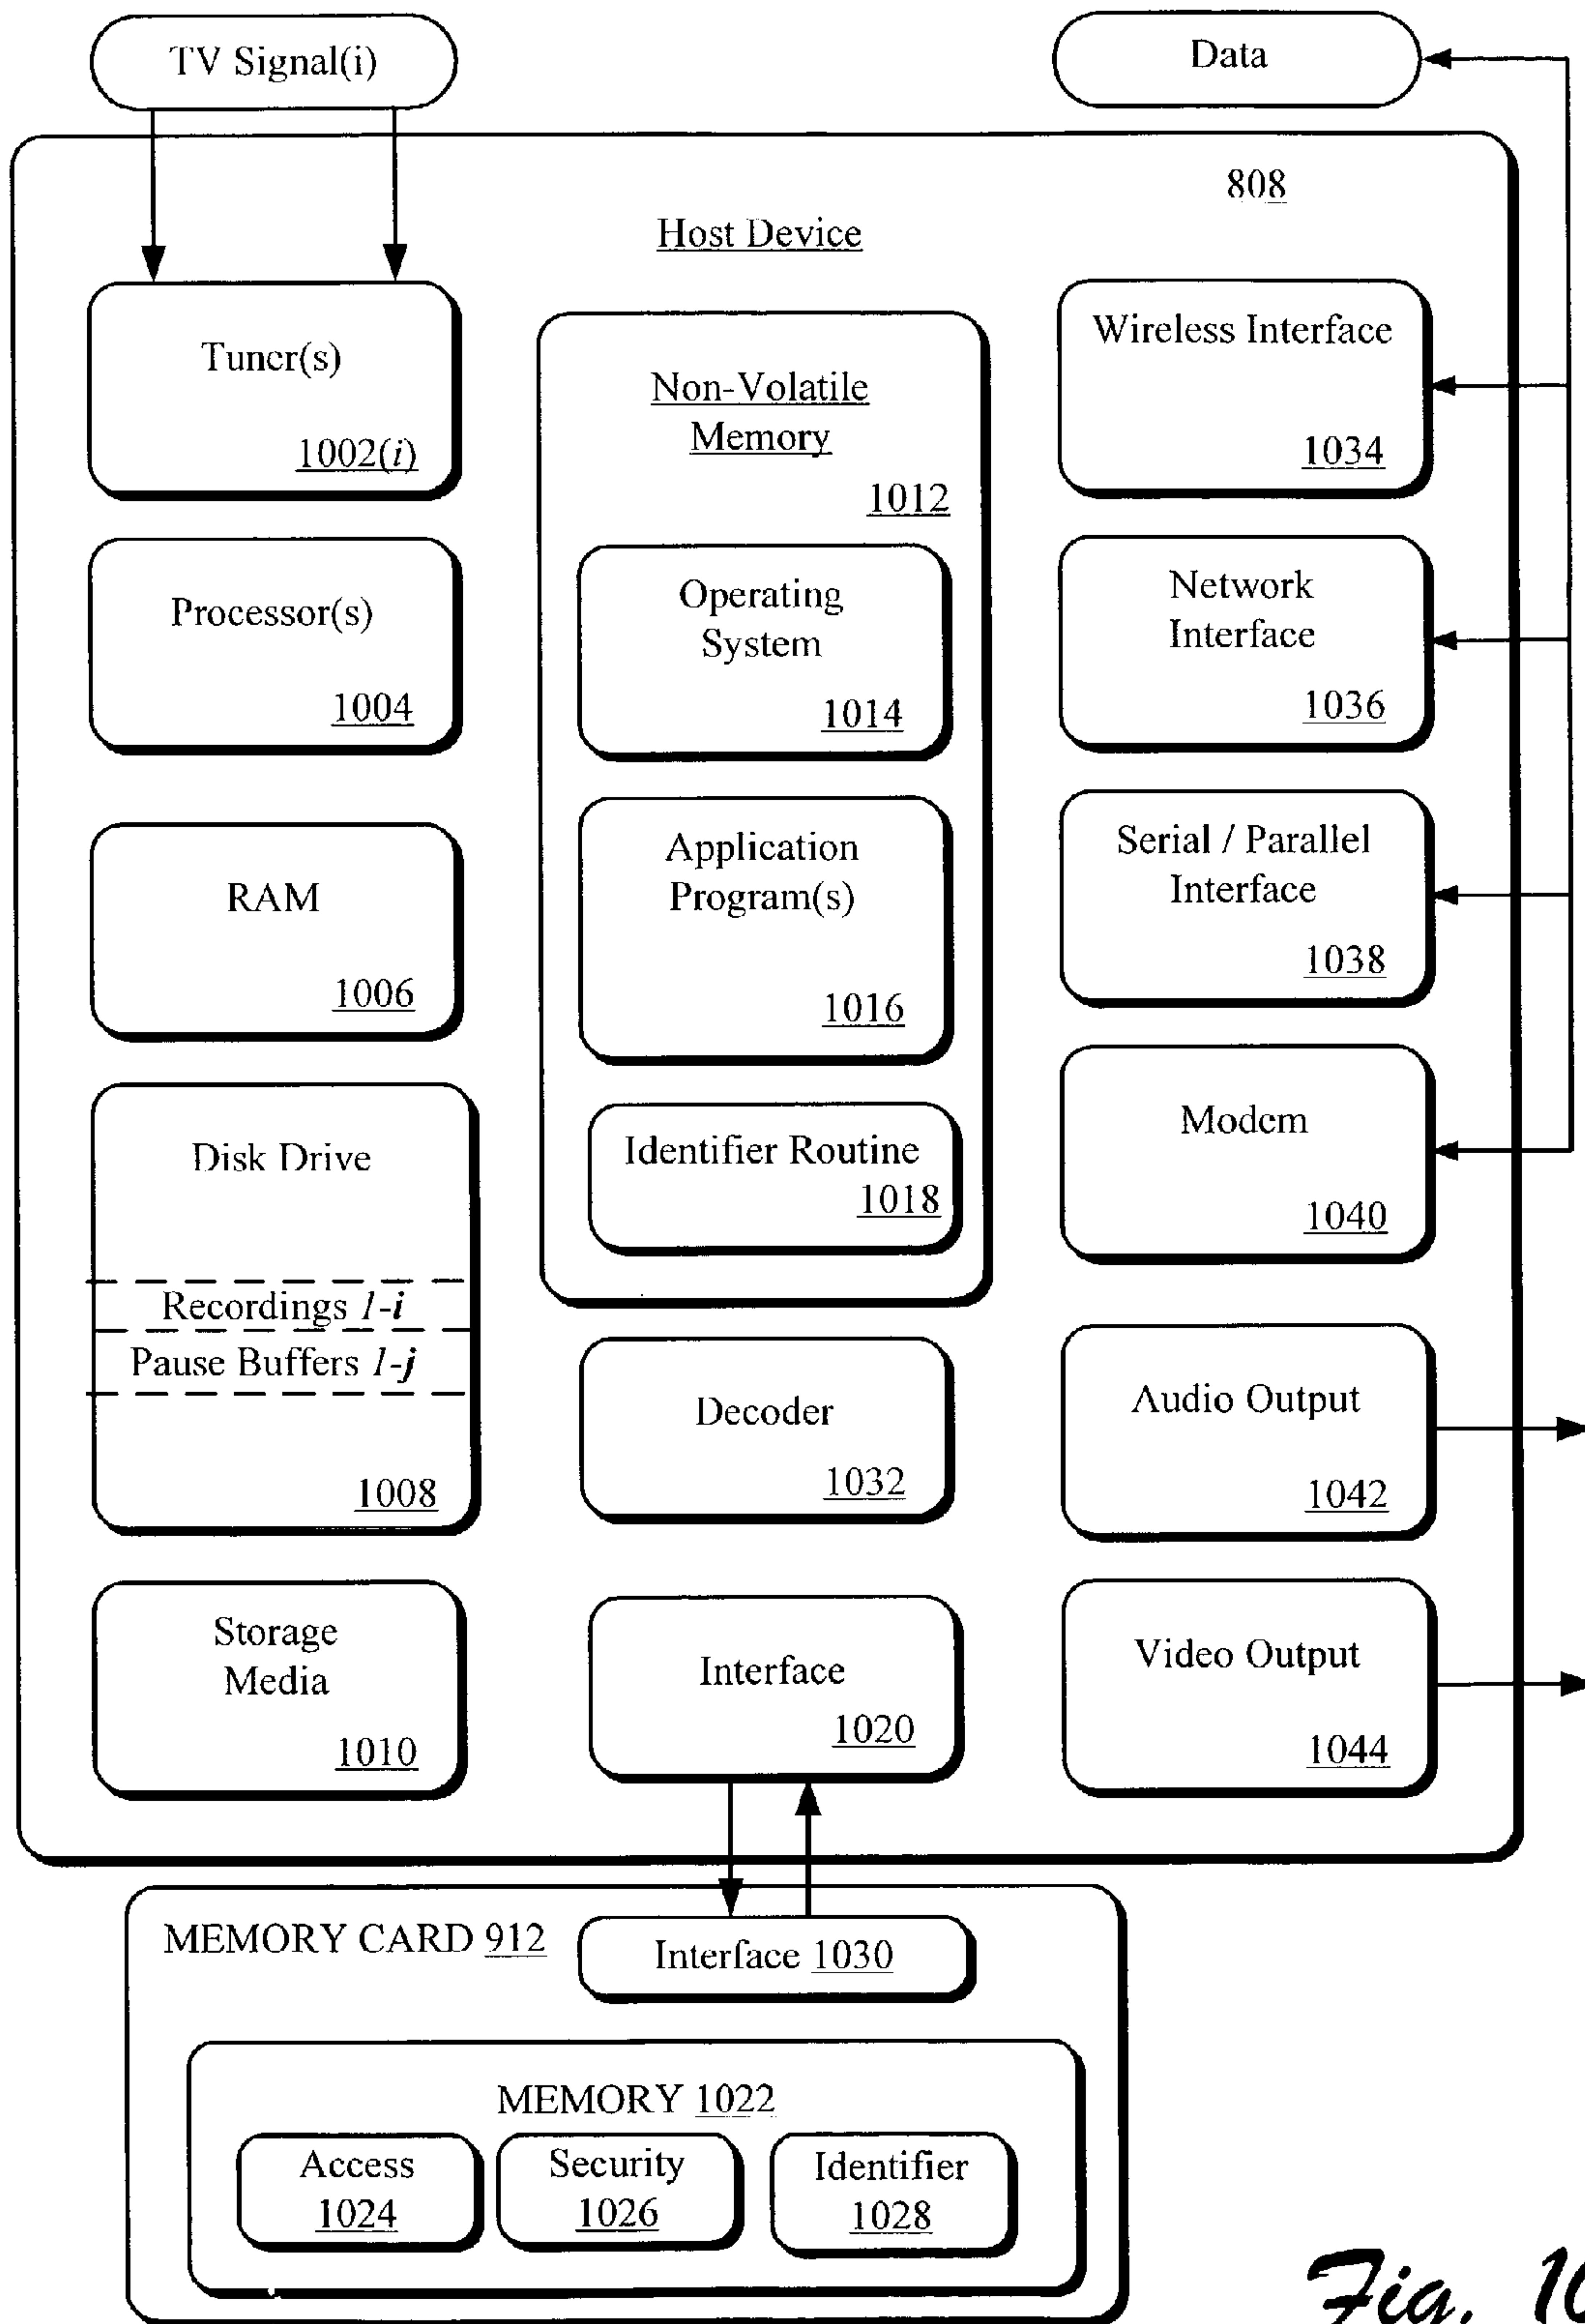 TV Signal(i)
Data
808
Host Device
Tuner(s)
1002(i)
Processor(s)
1004
RAM
1006
Disk Drive
Recordings 1-i
Pause Buffers 1-j
1008
Storage
Media
1010
Non-Volatile
Memory
1012
Operating
System
1014
Application
Program(s)
1016
Identifier Routine
1018
Decoder
1032
Interface
1020
Wireless Interface
1034
Network
Interface
1036
Serial / Parallel
Interface
1038
Modem
1040
Audio Output
1042
Video Output
1044
MEMORY CARD 912
Interface 1030
MEMORY 1022
Access
1024
Security
1026
Identifier
1028
Fig. 10